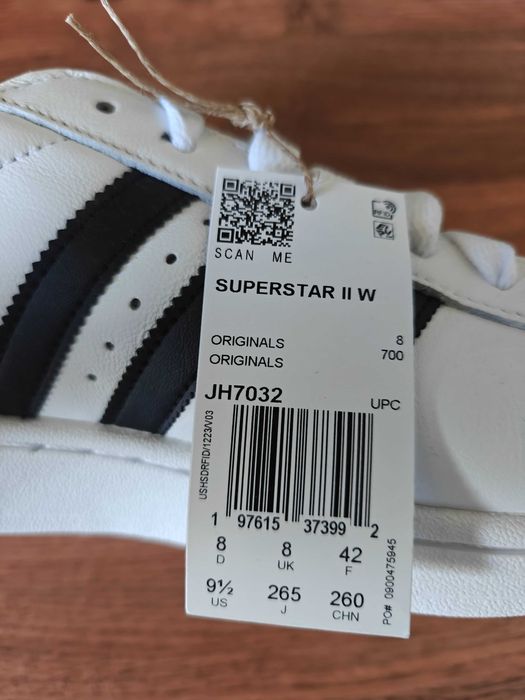 SCAN ME
RFID
SUPERSTAR II W
ORIGINALS 8
ORIGINALS 700
JH7032 UPC
USHSDRFID/1223/V03
1 97615 37399 2
8 8 42
D UK F
9½ 265 260
US J CHN
PO# 0900475945